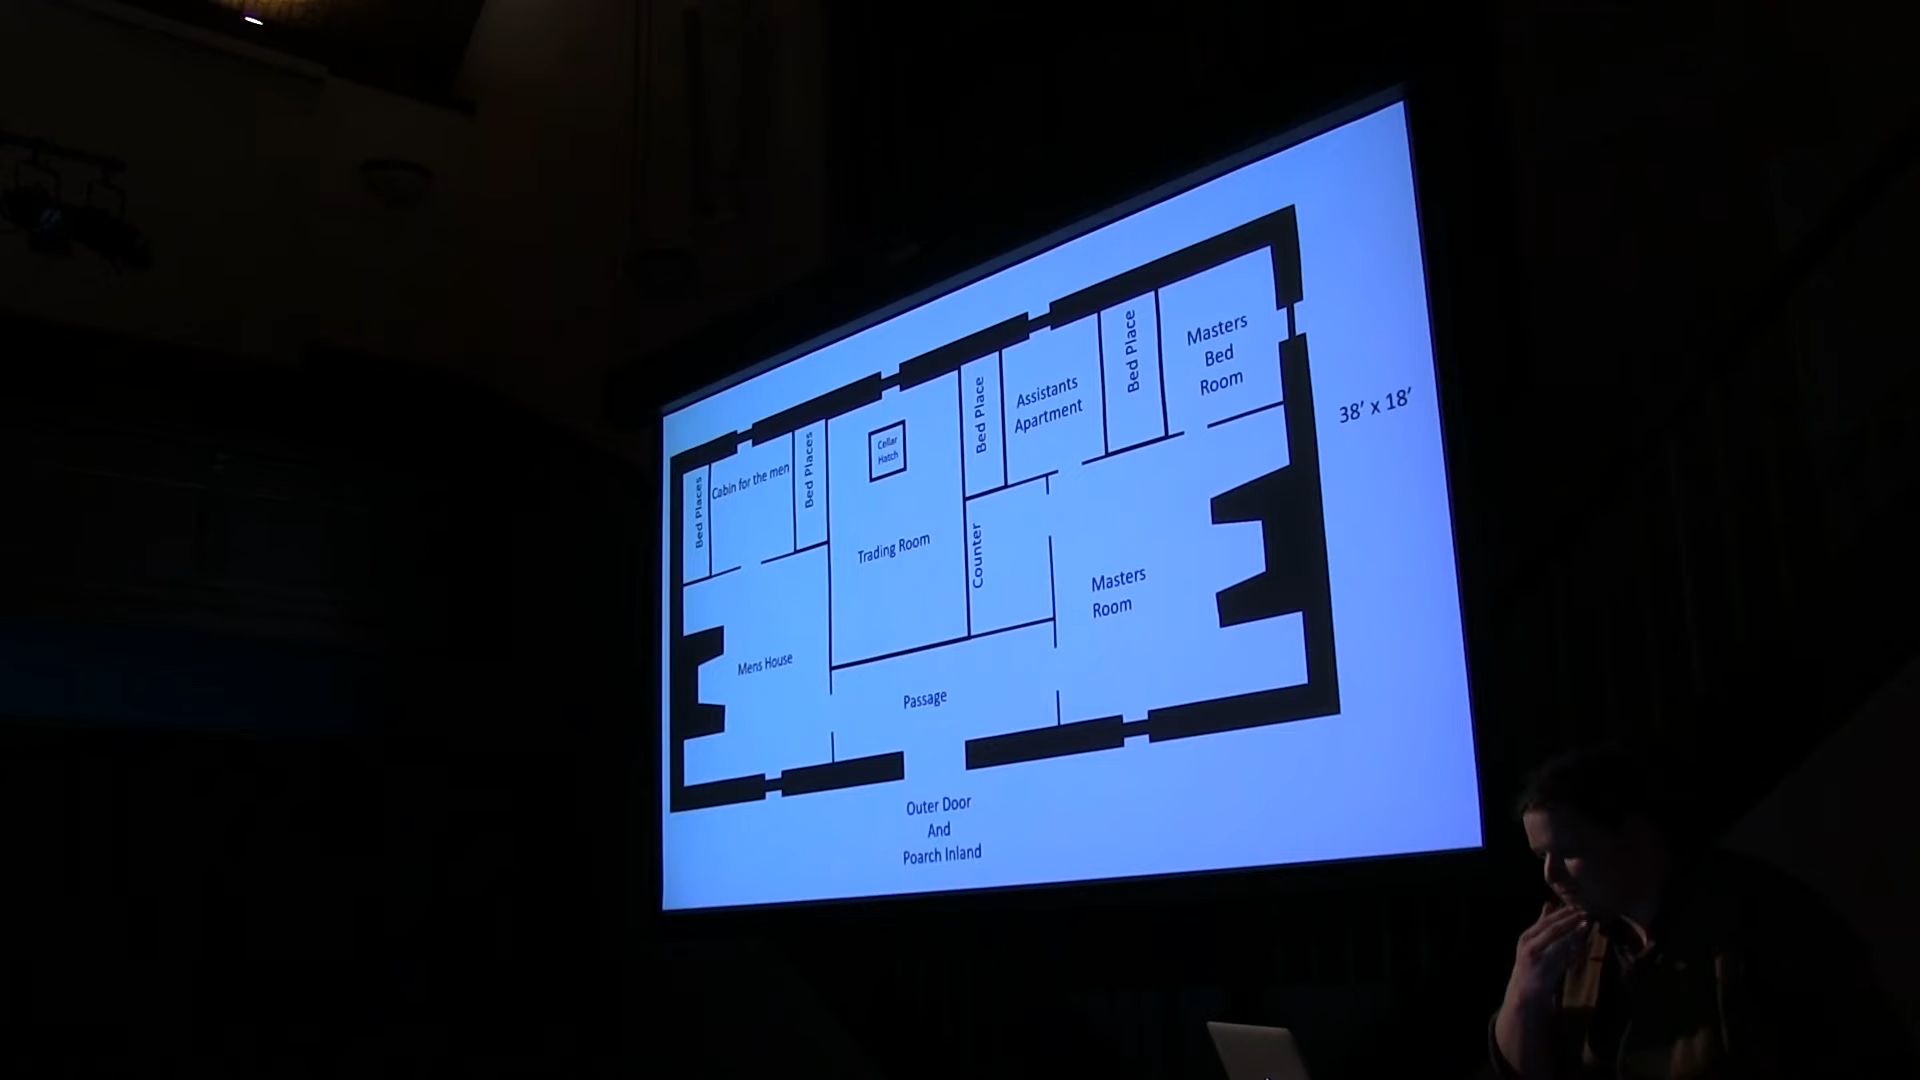 Bed Places
Cabin for the men
Bed Places
Cellar
Hatch
Trading Room
Bed Place
Counter
Assistants
Apartment
Bed Place
Masters
Bed
Room
38' x 18'
Masters
Room
Mens House
Passage
Outer Door
And
Poarch Inland